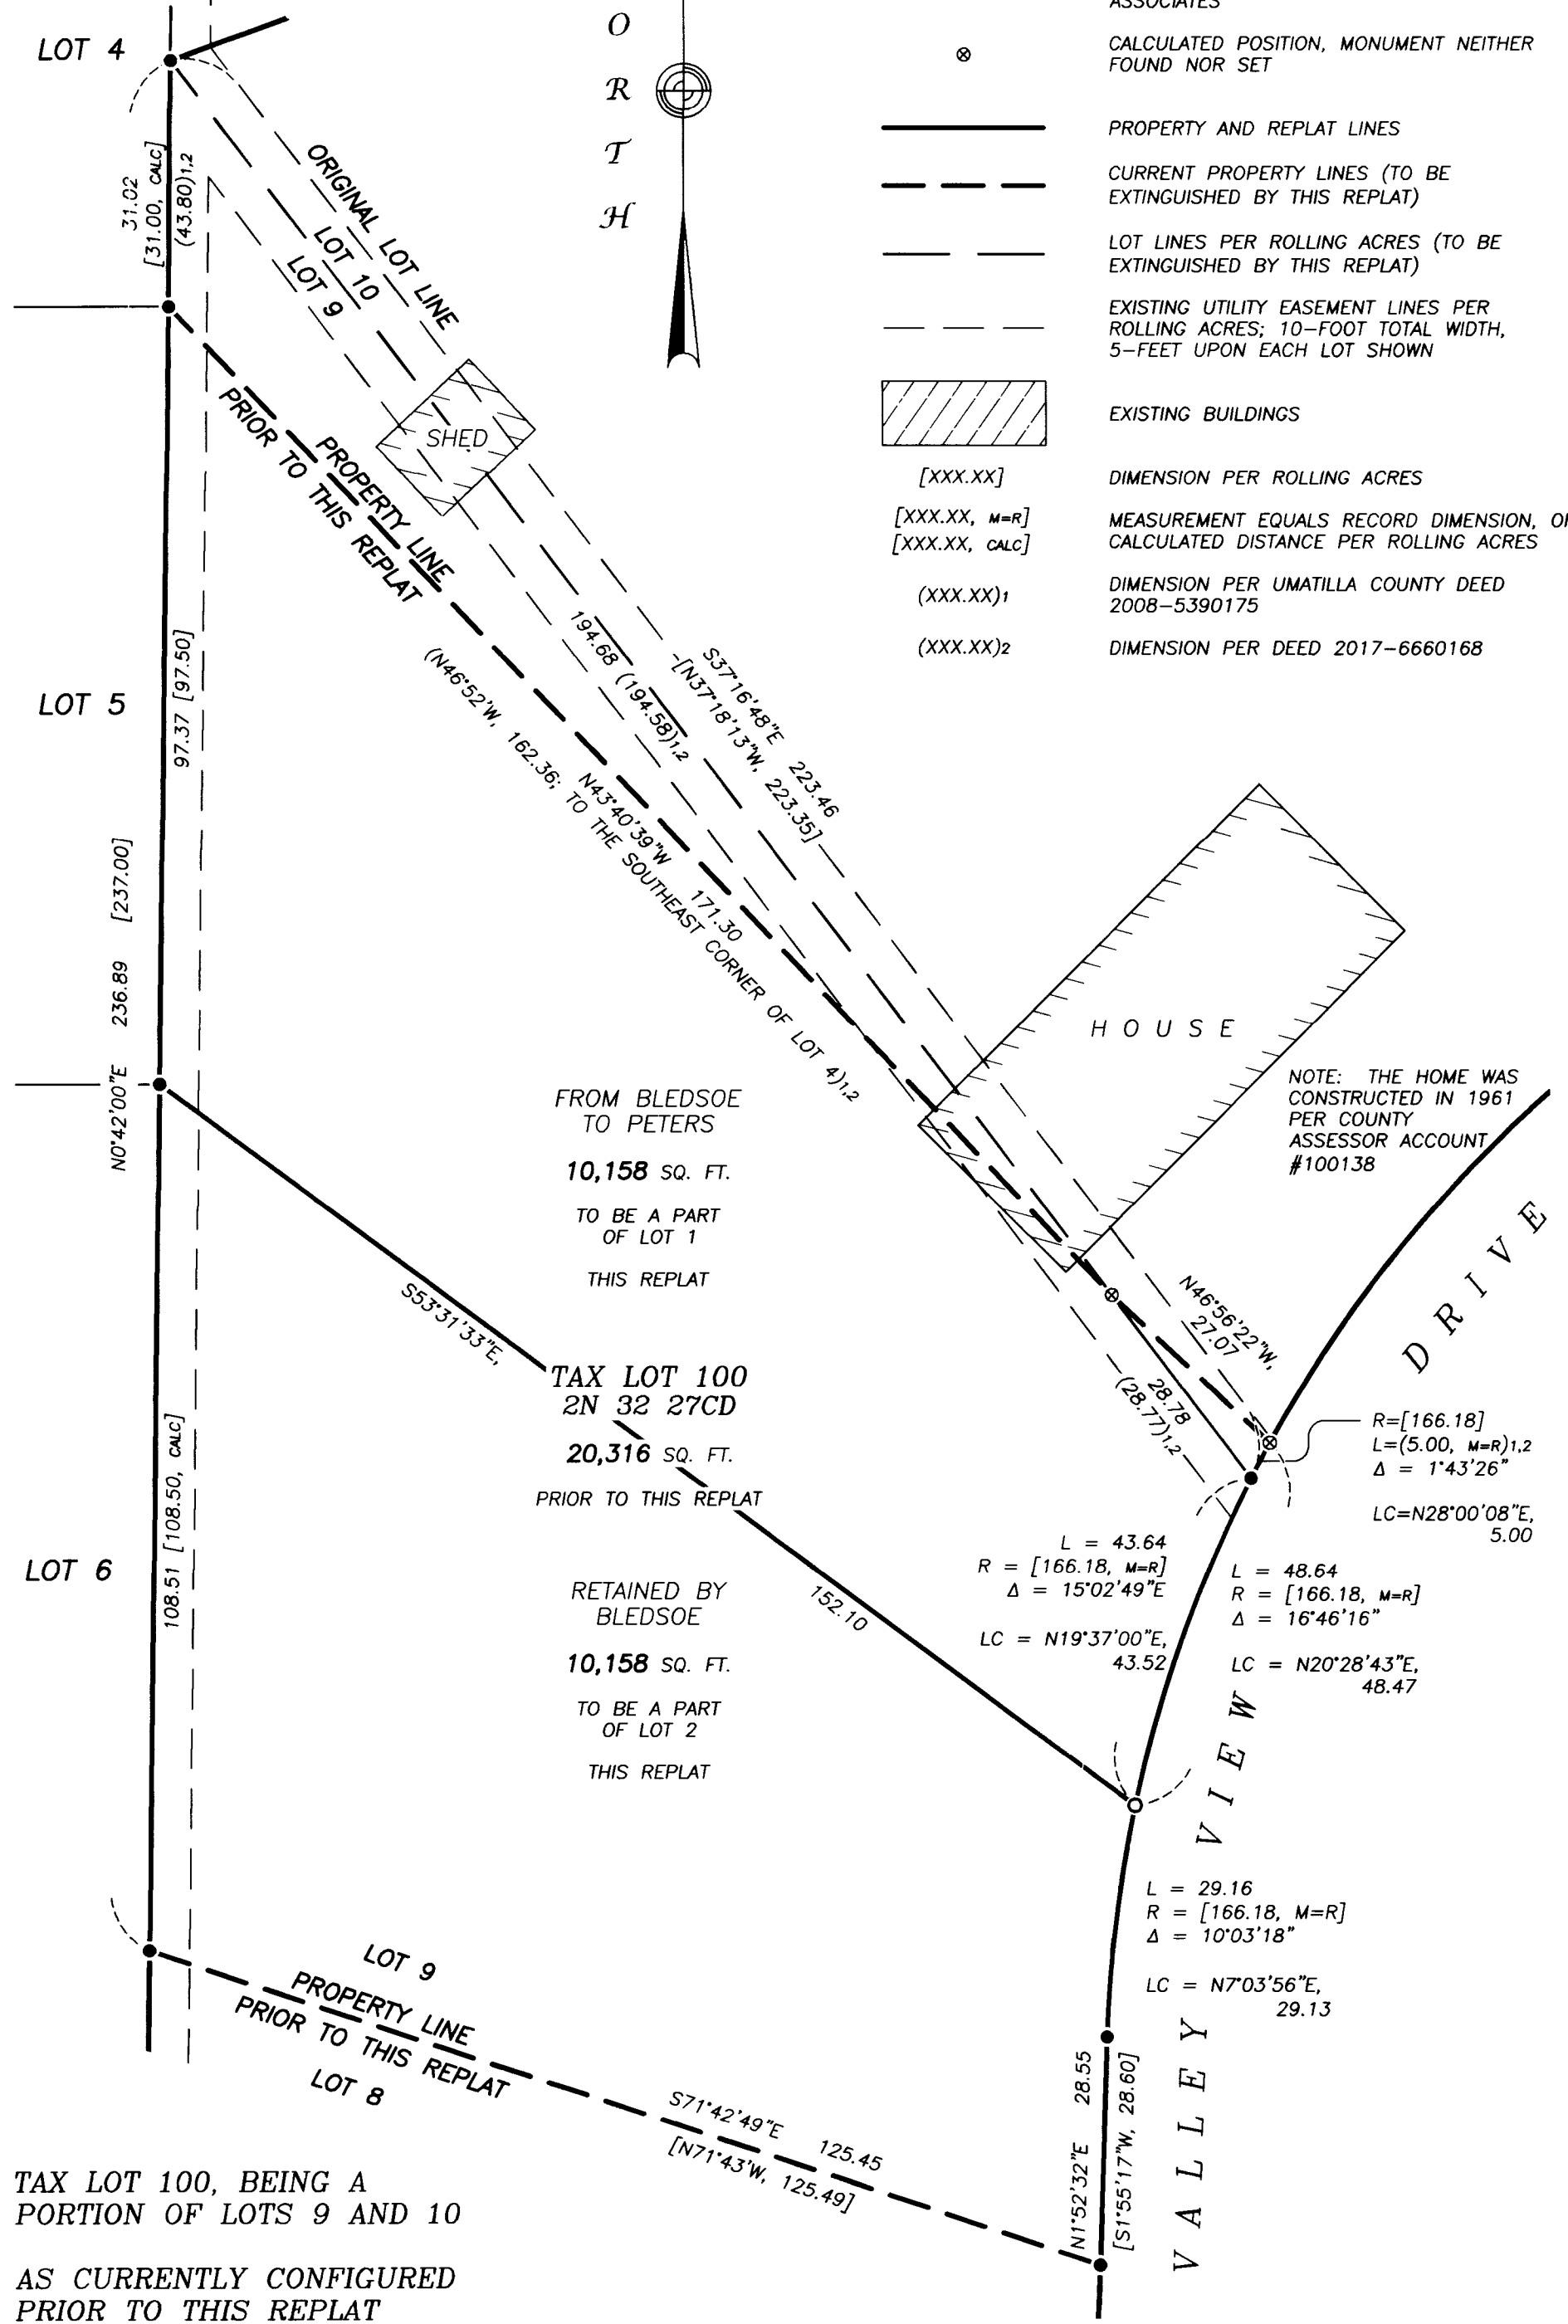 ASSOCIATES
CALCULATED POSITION, MONUMENT NEITHER
FOUND NOR SET
PROPERTY AND REPLAT LINES
CURRENT PROPERTY LINES (TO BE
EXTINGUISHED BY THIS REPLAT)
LOT LINES PER ROLLING ACRES (TO BE
EXTINGUISHED BY THIS REPLAT)
EXISTING UTILITY EASEMENT LINES PER
ROLLING ACRES; 10-FOOT TOTAL WIDTH,
5-FEET UPON EACH LOT SHOWN
EXISTING BUILDINGS
[XXX.XX]
DIMENSION PER ROLLING ACRES
[XXX.XX, M=R]
[XXX.XX, CALC]
MEASUREMENT EQUALS RECORD DIMENSION, OR
CALCULATED DISTANCE PER ROLLING ACRES
(XXX.XX)1
DIMENSION PER UMATILLA COUNTY DEED
2008-5390175
(XXX.XX)2
DIMENSION PER DEED 2017-6660168
O
R
T
H
LOT 4
31.02
[31.00, CALC]
(43.80)1,2
ORIGINAL LOT LINE
LOT 10
LOT 9
SHED
PROPERTY LINE
PRIOR TO THIS REPLAT
LOT 5
97.37 [97.50]
194.68 (194.58)1,2
S37°16'48"E 223.46
[N37°18'13"W, 223.35]
N43°40'39"W 171.30
(N46°52'W, 162.36; TO THE SOUTHEAST CORNER OF LOT 4)1,2
N0°42'00"E 236.89 [237.00]
HOUSE
NOTE: THE HOME WAS
CONSTRUCTED IN 1961
PER COUNTY
ASSESSOR ACCOUNT
#100138
FROM BLEDSOE
TO PETERS
10,158 SQ. FT.
TO BE A PART
OF LOT 1
THIS REPLAT
S53°31'33"E,
152.10
TAX LOT 100
2N 32 27CD
20,316 SQ. FT.
PRIOR TO THIS REPLAT
N46°56'22"W,
27.07
28.78
(28.77)1,2
R=[166.18]
L=(5.00, M=R)1,2
Δ = 1°43'26"
LC=N28°00'08"E,
5.00
L = 43.64
R = [166.18, M=R]
Δ = 15°02'49"E
LC = N19°37'00"E,
43.52
L = 48.64
R = [166.18, M=R]
Δ = 16°46'16"
LC = N20°28'43"E,
48.47
LOT 6
108.51 [108.50, CALC]
RETAINED BY
BLEDSOE
10,158 SQ. FT.
TO BE A PART
OF LOT 2
THIS REPLAT
L = 29.16
R = [166.18, M=R]
Δ = 10°03'18"
LC = N7°03'56"E,
29.13
VALLEY VIEW DRIVE
LOT 9
PROPERTY LINE
PRIOR TO THIS REPLAT
LOT 8
S71°42'49"E 125.45
[N71°43'W, 125.49]
N1°52'32"E 28.55
[S1°55'17"W, 28.60]
TAX LOT 100, BEING A
PORTION OF LOTS 9 AND 10
AS CURRENTLY CONFIGURED
PRIOR TO THIS REPLAT